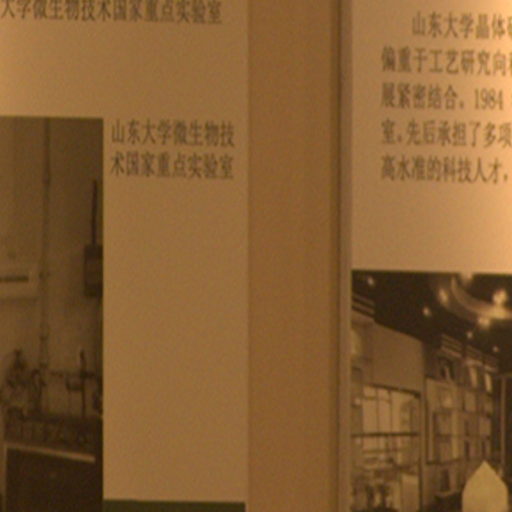 大学微生物技术国家重点实验室
山东大学微生物技
术国家重点实验室
山东大学晶体
偏重于工艺研究向
展紧密结合。1984
室,先后承担了多项
高水准的科技人才,